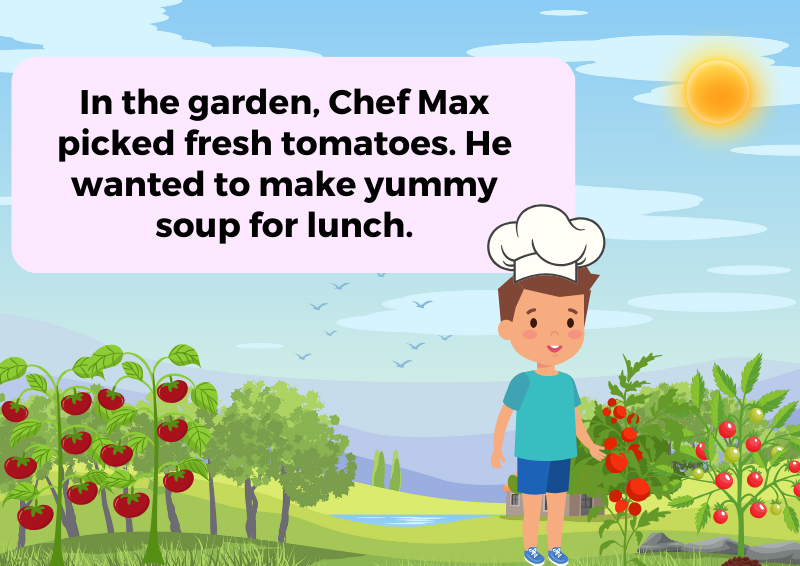 In the garden, Chef Max
picked fresh tomatoes. He
wanted to make yummy
soup for lunch.